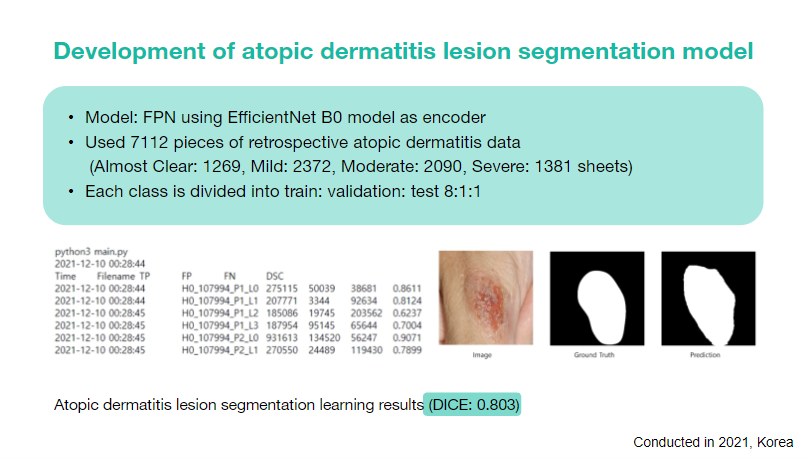 Development of atopic dermatitis lesion segmentation model
• Model: FPN using EfficientNet B0 model as encoder
• Used 7112 pieces of retrospective atopic dermatitis data
(Almost Clear: 1269, Mild: 2372, Moderate: 2090, Severe: 1381 sheets)
• Each class is divided into train: validation: test 8:1:1
python3 main.py
2021-12-10 00:28:44
Time Filename TP FP FN DSC
2021-12-10 00:28:44 H0_107994_P1_L0 275115 50039 38681 0.8611
2021-12-10 00:28:44 H0_107994_P1_L1 207771 3344 92634 0.8124
2021-12-10 00:28:45 H0_107994_P1_L2 185086 19745 203562 0.6237
2021-12-10 00:28:45 H0_107994_P1_L3 187954 95145 65644 0.7004
2021-12-10 00:28:45 H0_107994_P2_L0 931613 134520 56247 0.9071
2021-12-10 00:28:45 H0_107994_P2_L1 270550 24489 119430 0.7899
Image
Ground Truth
Prediction
Atopic dermatitis lesion segmentation learning results (DICE: 0.803)
Conducted in 2021, Korea